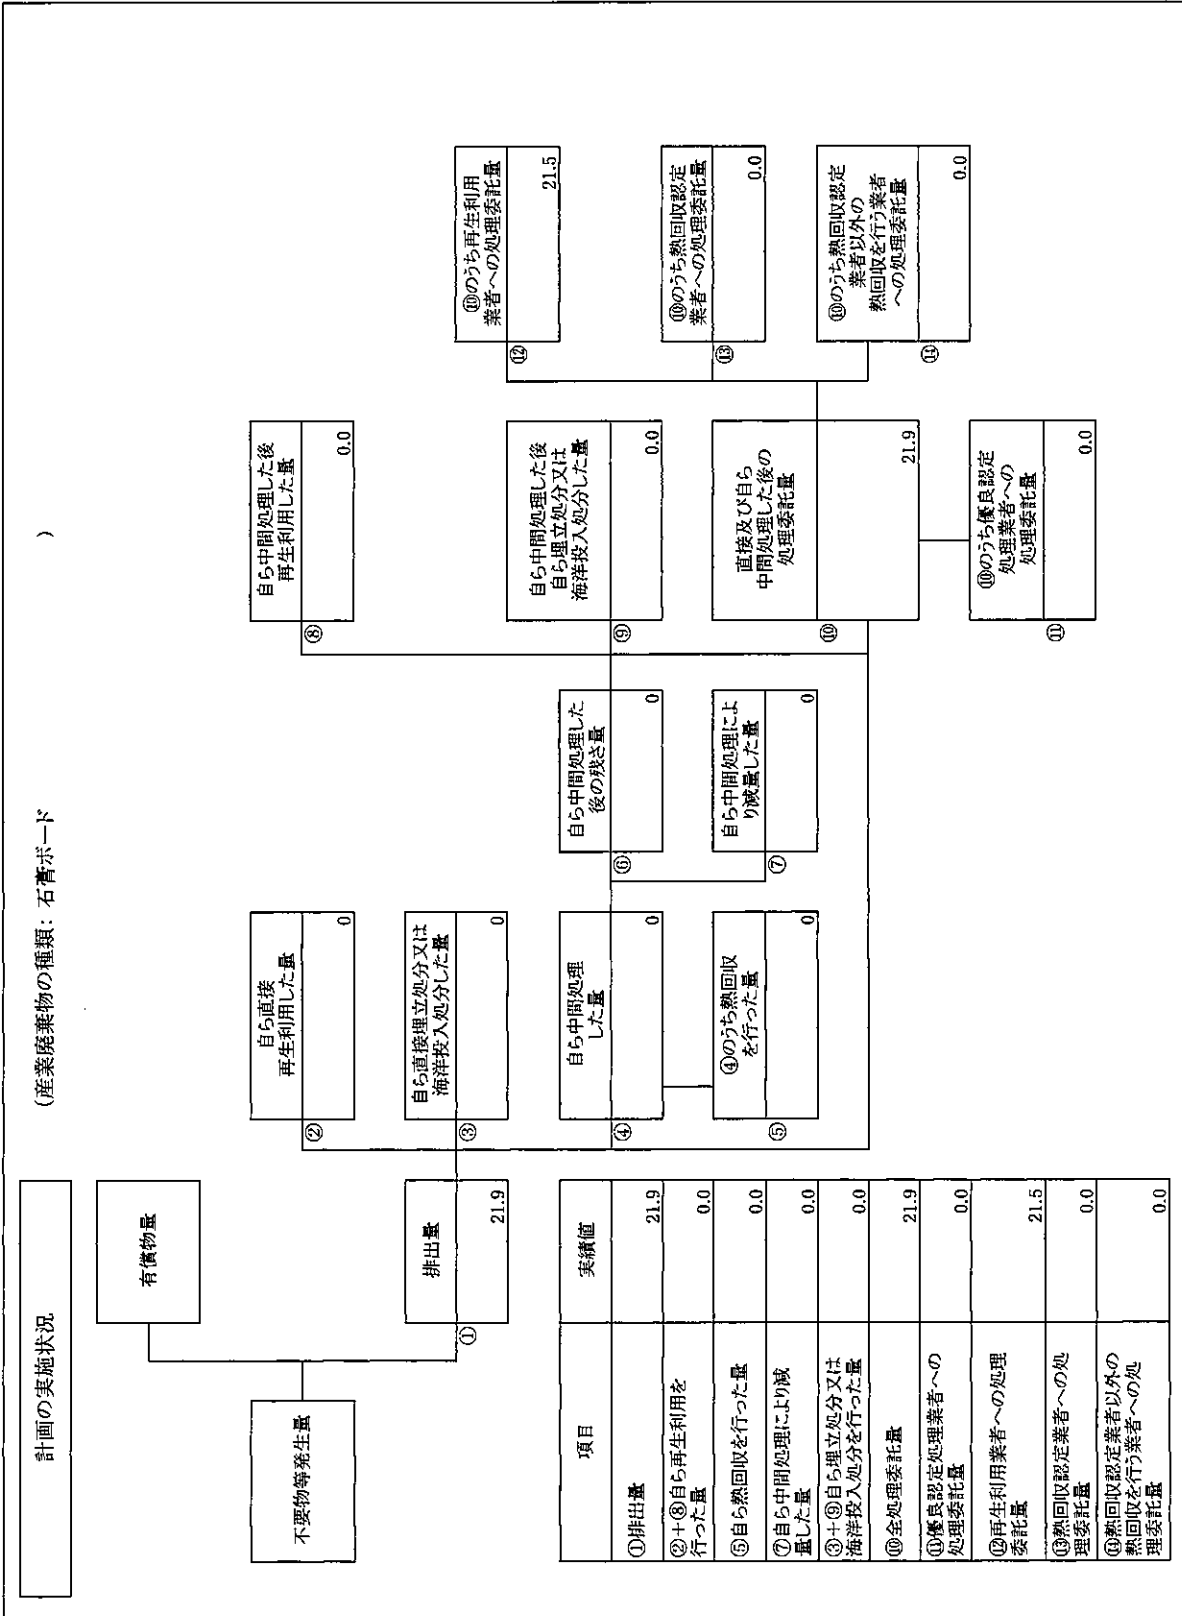 計画の実施状況
(産業廃棄物の種類: 石膏ボード
)
不要物等発生量
有償物量
①
排出量
21.9
②
自ら直接
再生利用した量
0
③
自ら直接埋立処分又は
海洋投入処分した量
0
④
自ら中間処理
した量
0
⑤
④のうち熱回収
を行った量
0
⑥
自ら中間処理した
後の残さ量
0
⑦
自ら中間処理によ
り減量した量
0
⑧
自ら中間処理した後
再生利用した量
0.0
⑨
自ら中間処理した後
自ら埋立処分又は
海洋投入処分した量
0.0
⑩
直接及び自ら
中間処理した後の
処理委託量
21.9
⑪
⑩のうち優良認定
処理業者への
処理委託量
0.0
⑫
⑩のうち再生利用
業者への処理委託量
21.5
⑬
⑩のうち熱回収認定
業者への処理委託量
0.0
⑭
⑩のうち熱回収認定
業者以外の
熱回収を行う業者
への処理委託量
0.0
項目
実績値
①排出量
21.9
②+⑧自ら再生利用を
行った量
0.0
⑤自ら熱回収を行った量
0.0
⑦自ら中間処理により減
量した量
0.0
③+⑨自ら埋立処分又は
海洋投入処分を行った量
0.0
⑩全処理委託量
21.9
⑪優良認定処理業者への
処理委託量
0.0
⑫再生利用業者への処理
委託量
21.5
⑬熱回収認定業者への処
理委託量
0.0
⑭熱回収認定業者以外の
熱回収を行う業者への処
理委託量
0.0